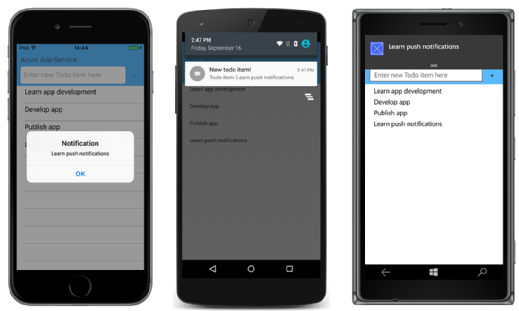 iPod 14:44
Azure App Service
Enter new Todo item here +
Learn app development
Develop app
Publish app
Notification
Learn push notifications
OK
2:47 PM
Friday, September 16
New todo item! 2:47 PM
Todo item: Learn push notifications
Learn app development
Develop app
Publish app
Learn push notifications
Learn push notifications
Enter new Todo item here +
Learn app development
Develop app
Publish app
Learn push notifications